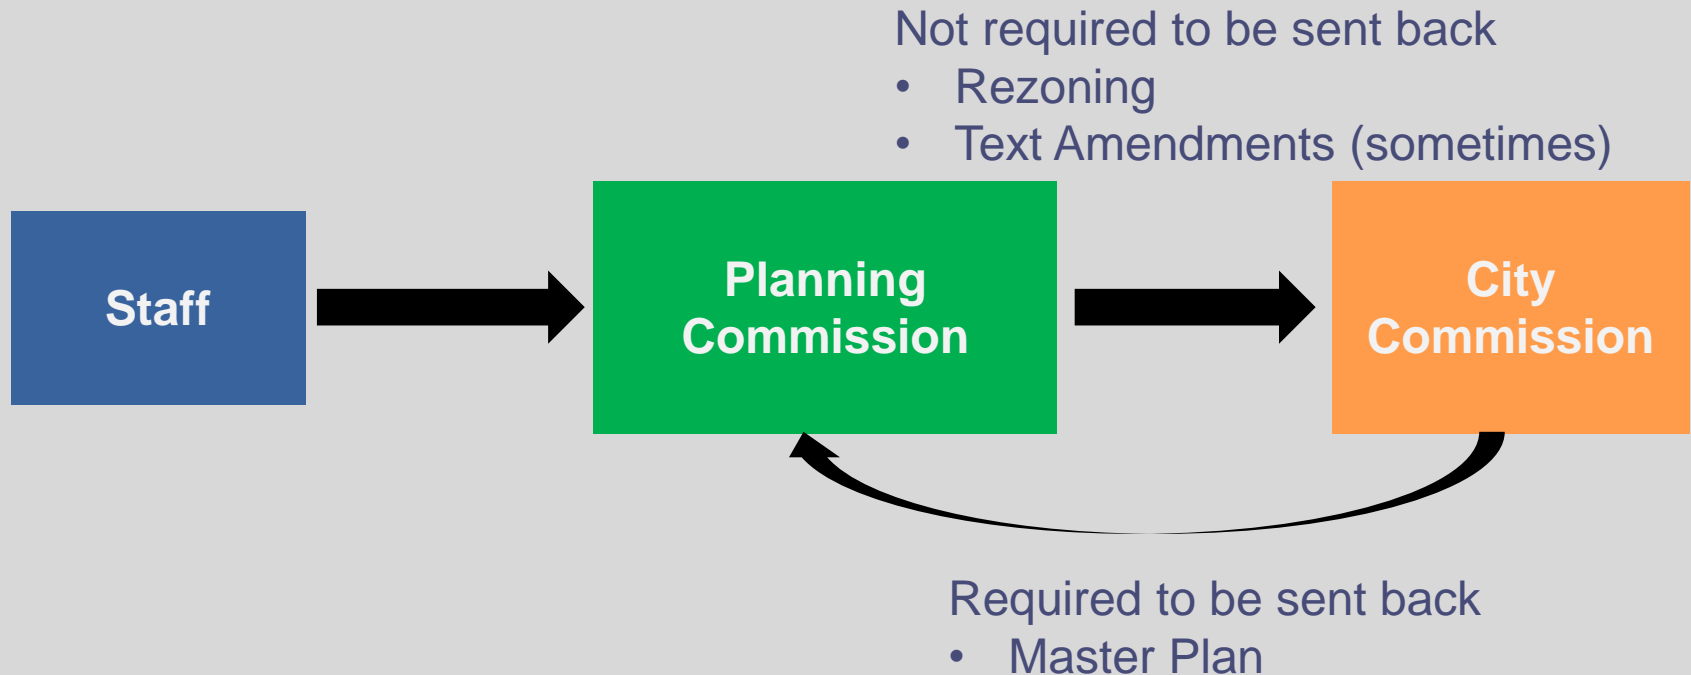 Not required to be sent back
• Rezoning
• Text Amendments (sometimes)
Staff
Planning
Commission
City
Commission
Required to be sent back
• Master Plan